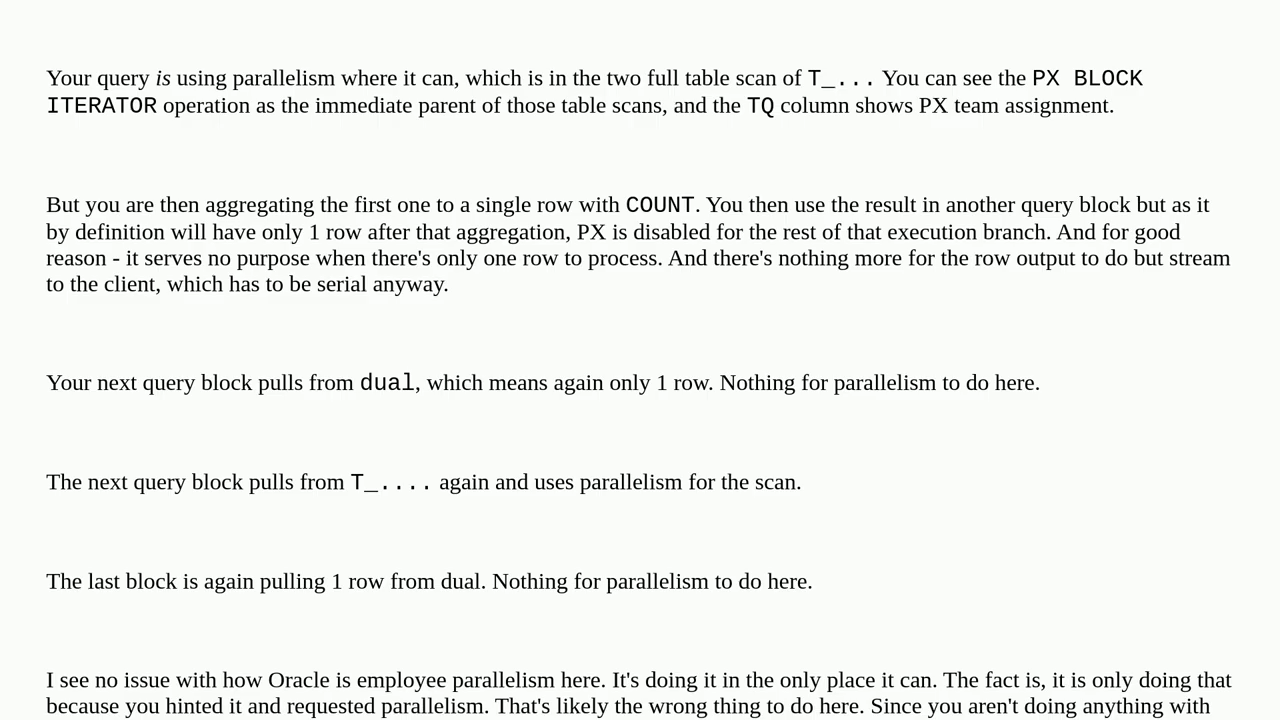 Your query is using parallelism where it can, which is in the two full table scan of T_... You can see the PX BLOCK
ITERATOR operation as the immediate parent of those table scans, and the TQ column shows PX team assignment.
But you are then aggregating the first one to a single row with COUNT. You then use the result in another query block but as it
by definition will have only 1 row after that aggregation, PX is disabled for the rest of that execution branch. And for good
reason - it serves no purpose when there's only one row to process. And there's nothing more for the row output to do but stream
to the client, which has to be serial anyway.
Your next query block pulls from dual, which means again only 1 row. Nothing for parallelism to do here.
The next query block pulls from T_.... again and uses parallelism for the scan.
The last block is again pulling 1 row from dual. Nothing for parallelism to do here.
I see no issue with how Oracle is employee parallelism here. It's doing it in the only place it can. The fact is, it is only doing that
because you hinted it and requested parallelism. That's likely the wrong thing to do here. Since you aren't doing anything with